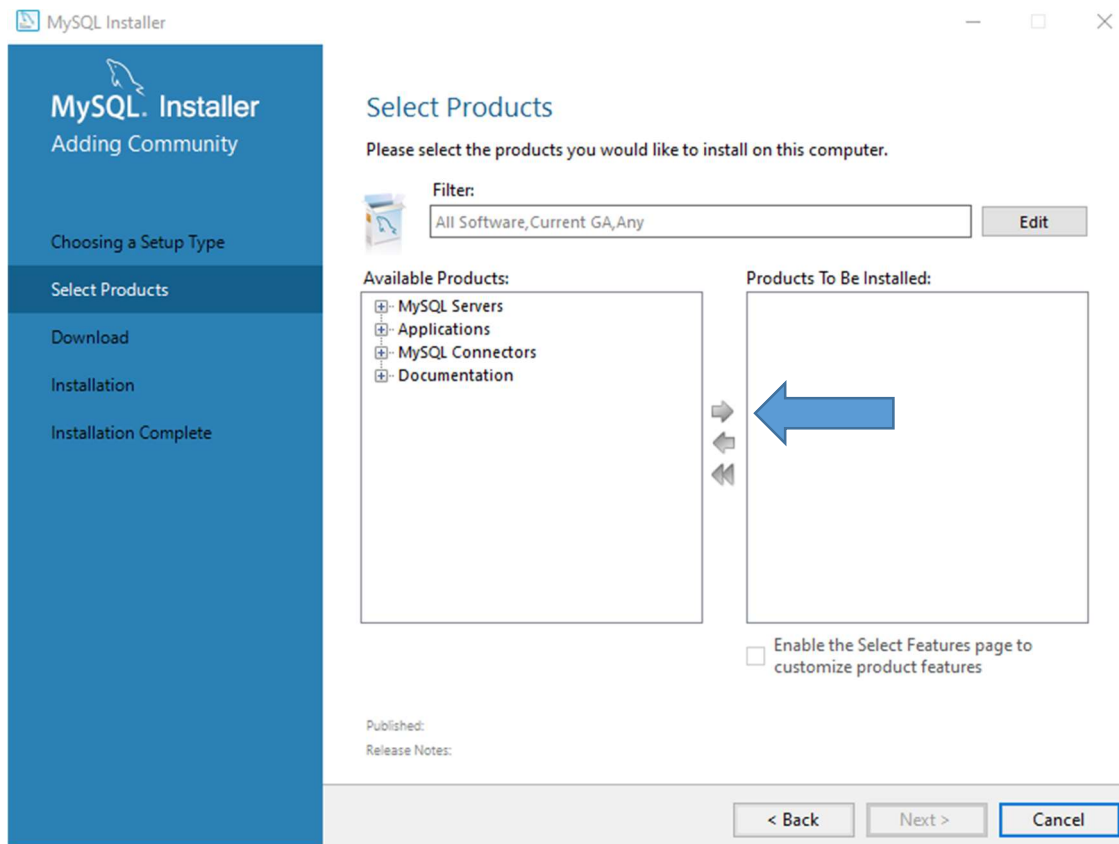 MySQL Installer
MySQL. Installer
Adding Community
Choosing a Setup Type
Select Products
Download
Installation
Installation Complete
Select Products
Please select the products you would like to install on this computer.
Filter:
All Software,Current GA,Any
Edit
Available Products:
MySQL Servers
Applications
MySQL Connectors
Documentation
Products To Be Installed:
Enable the Select Features page to
customize product features
Published:
Release Notes:
< Back
Next >
Cancel